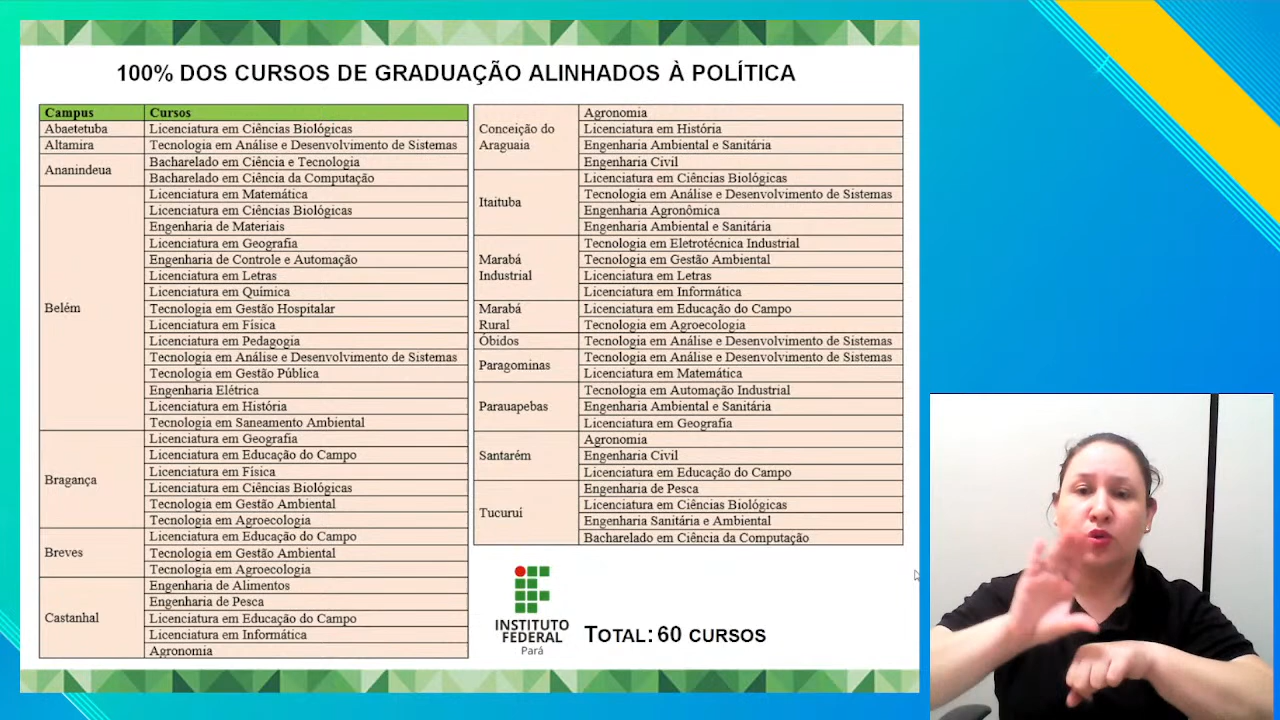 100% DOS CURSOS DE GRADUAÇÃO ALINHADOS À POLÍTICA
Campus Cursos
Abaetetuba Licenciatura em Ciências Biológicas
Altamira Tecnologia em Análise e Desenvolvimento de Sistemas
Ananindeua
Bacharelado em Ciência e Tecnologia
Bacharelado em Ciência da Computação
Belém
Licenciatura em Matemática
Licenciatura em Ciências Biológicas
Engenharia de Materiais
Licenciatura em Geografia
Engenharia de Controle e Automação
Licenciatura em Letras
Licenciatura em Química
Tecnologia em Gestão Hospitalar
Licenciatura em Física
Licenciatura em Pedagogia
Tecnologia em Análise e Desenvolvimento de Sistemas
Tecnologia em Gestão Pública
Engenharia Elétrica
Licenciatura em História
Tecnologia em Saneamento Ambiental
Bragança
Licenciatura em Geografia
Licenciatura em Educação do Campo
Licenciatura em Física
Licenciatura em Ciências Biológicas
Tecnologia em Gestão Ambiental
Tecnologia em Agroecologia
Breves
Licenciatura em Educação do Campo
Tecnologia em Gestão Ambiental
Tecnologia em Agroecologia
Castanhal
Engenharia de Alimentos
Engenharia de Pesca
Licenciatura em Educação do Campo
Licenciatura em Informática
Agronomia
Conceição do
Araguaia
Agronomia
Licenciatura em História
Engenharia Ambiental e Sanitária
Engenharia Civil
Itaituba
Licenciatura em Ciências Biológicas
Tecnologia em Análise e Desenvolvimento de Sistemas
Engenharia Agronômica
Engenharia Ambiental e Sanitária
Marabá
Industrial
Tecnologia em Eletrotécnica Industrial
Tecnologia em Gestão Ambiental
Licenciatura em Letras
Licenciatura em Informática
Marabá
Rural
Licenciatura em Educação do Campo
Tecnologia em Agroecologia
Óbidos Tecnologia em Análise e Desenvolvimento de Sistemas
Paragominas
Tecnologia em Análise e Desenvolvimento de Sistemas
Licenciatura em Matemática
Parauapebas
Tecnologia em Automação Industrial
Engenharia Ambiental e Sanitária
Licenciatura em Geografia
Santarém
Agronomia
Engenharia Civil
Licenciatura em Educação do Campo
Tucuruí
Engenharia de Pesca
Licenciatura em Ciências Biológicas
Engenharia Sanitária e Ambiental
Bacharelado em Ciência da Computação
INSTITUTO
FEDERAL
Pará
TOTAL: 60 CURSOS